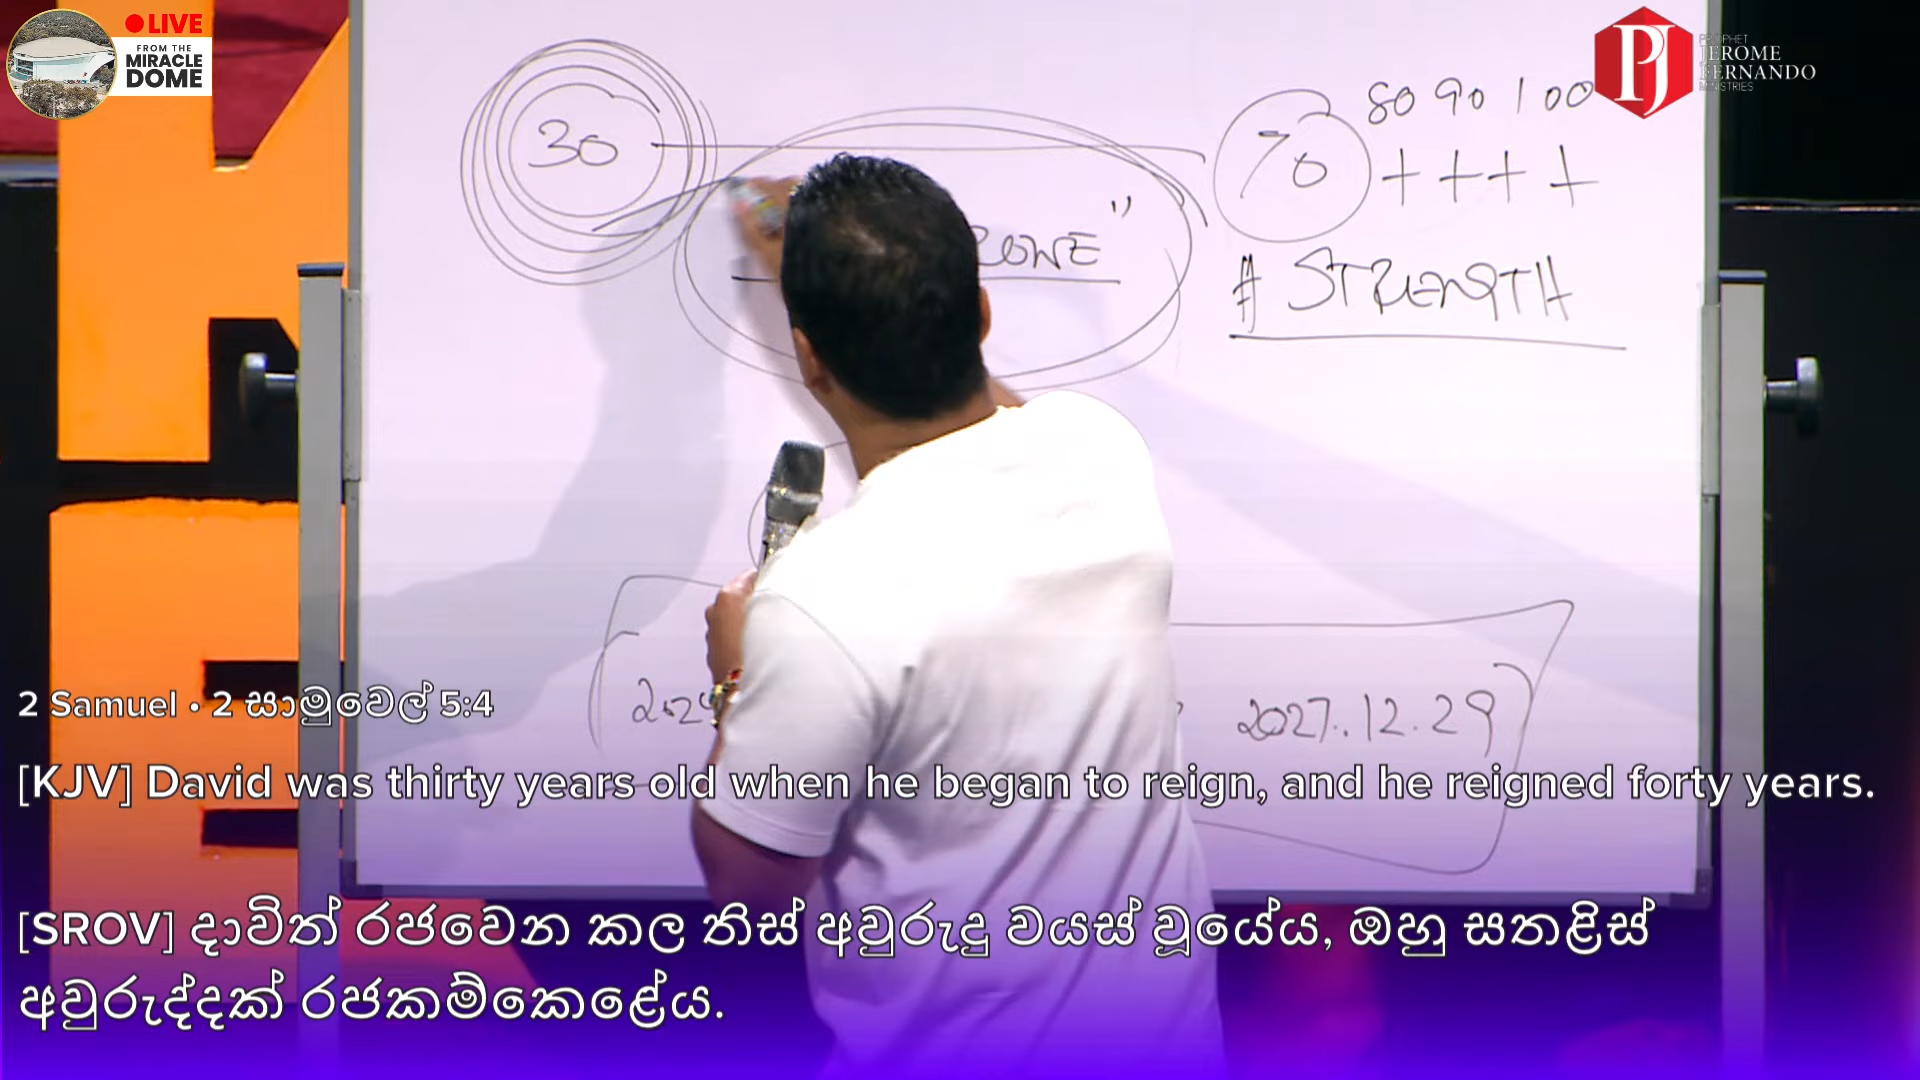 LIVE
FROM THE
MIRACLE
DOME
PJ
PROPHET
JEROME
FERNANDO
MINISTRIES
30
70
80 90 100
++++
# STRENGTH
2027.12.29
2 Samuel • 2 සාමුවෙල් 5:4
[KJV] David was thirty years old when he began to reign, and he reigned forty years.
[SROV] දාවිත් රජවෙන කල තිස් අවුරුදු වයස් වූයේය, ඔහු සතළිස්
අවුරුද්දක් රජකම්කෙළේය.